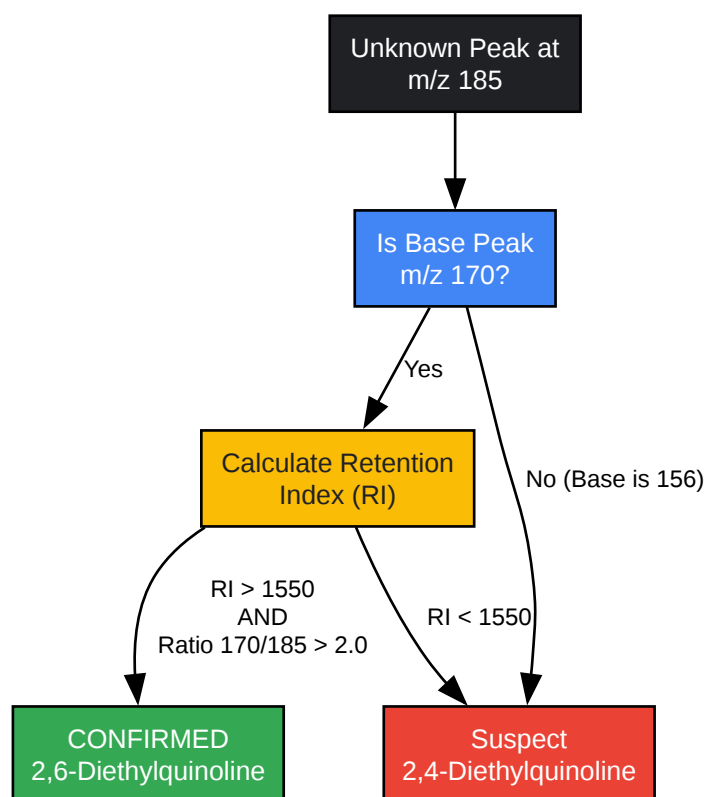 Unknown Peak at
m/z 185
Is Base Peak
m/z 170?
Yes
Calculate Retention
Index (RI)
No (Base is 156)
RI > 1550
AND
Ratio 170/185 > 2.0
RI < 1550
CONFIRMED
2,6-Diethylquinoline
Suspect
2,4-Diethylquinoline